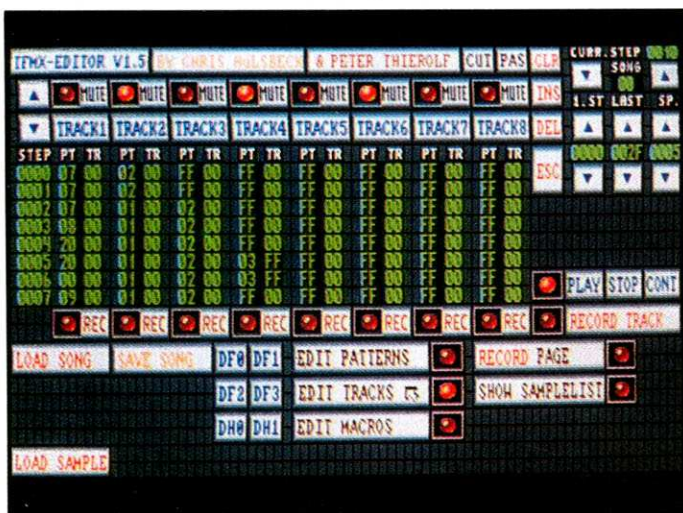 TFMX-EDITOR V1.5 BY CHRIS HüLSBECK & PETER THIEROLF CUT PAS CLR CURR.STEP 0010
SONG
00
MUTE MUTE MUTE MUTE MUTE MUTE MUTE MUTE INS 1.ST LAST SP.
TRACK1 TRACK2 TRACK3 TRACK4 TRACK5 TRACK6 TRACK7 TRACK8 DEL
STEP PT TR PT TR PT TR PT TR PT TR PT TR PT TR PT TR ESC 0000 002F 0005
0000 07 00 02 00 FF 00 FF 00 FF 00 FF 00 FF 00 FF 00
0001 07 00 02 00 FF 00 FF 00 FF 00 FF 00 FF 00 FF 00
0002 07 00 01 00 02 00 FF 00 FF 00 FF 00 FF 00 FF 00
0003 08 00 01 00 02 00 FF 00 FF 00 FF 00 FF 00 FF 00
0004 20 00 01 00 02 00 FF 00 FF 00 FF 00 FF 00 FF 00
0005 20 00 01 00 02 00 03 FF FF 00 FF 00 FF 00 FF 00
0006 00 00 01 00 02 00 03 FF FF 00 FF 00 FF 00 FF 00
0007 09 00 01 00 02 00 FF 00 FF 00 FF 00 FF 00 FF 00
PLAY STOP CONT
REC REC REC REC REC REC REC REC RECORD TRACK
LOAD SONG SAVE SONG DF0 DF1 EDIT PATTERNS RECORD PAGE
DF2 DF3 EDIT TRACKS SHOW SAMPLELIST
DH0 DH1 EDIT MACROS
LOAD SAMPLE